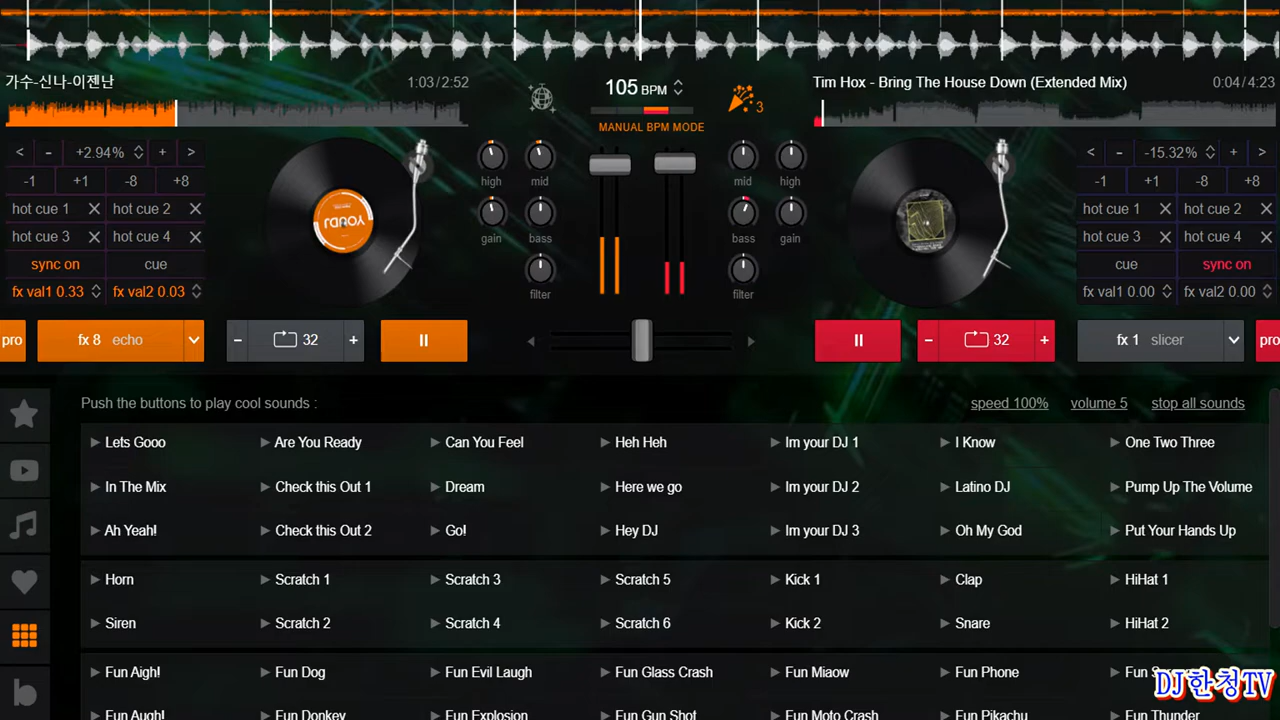 가수-신나-이젠난 1:03/2:52
105 BPM
3
MANUAL BPM MODE
Tim Hox - Bring The House Down (Extended Mix) 0:04/4:23
< - +2.94% + >
-1 +1 -8 +8
hot cue 1 hot cue 2
hot cue 3 hot cue 4
sync on cue
fx val1 0.33 fx val2 0.03
YOUDJ
high mid
gain bass
filter
mid high
bass gain
filter
< - -15.32% + >
-1 +1 -8 +8
hot cue 1 hot cue 2
hot cue 3 hot cue 4
cue sync on
fx val1 0.00 fx val2 0.00
pro fx 8 echo - 32 +
- 32 + fx 1 slicer pro
Push the buttons to play cool sounds : speed 100% volume 5 stop all sounds
Lets Gooo Are You Ready Can You Feel Heh Heh Im your DJ 1 I Know One Two Three
In The Mix Check this Out 1 Dream Here we go Im your DJ 2 Latino DJ Pump Up The Volume
Ah Yeah! Check this Out 2 Go! Hey DJ Im your DJ 3 Oh My God Put Your Hands Up
Horn Scratch 1 Scratch 3 Scratch 5 Kick 1 Clap HiHat 1
Siren Scratch 2 Scratch 4 Scratch 6 Kick 2 Snare HiHat 2
Fun Aigh! Fun Dog Fun Evil Laugh Fun Glass Crash Fun Miaow Fun Phone Fun
Fun Augh! Fun Donkey Fun Explosion Fun Gun Shot Fun Moto Crash Fun Pikachu Fun Thunder
DJ한청TV